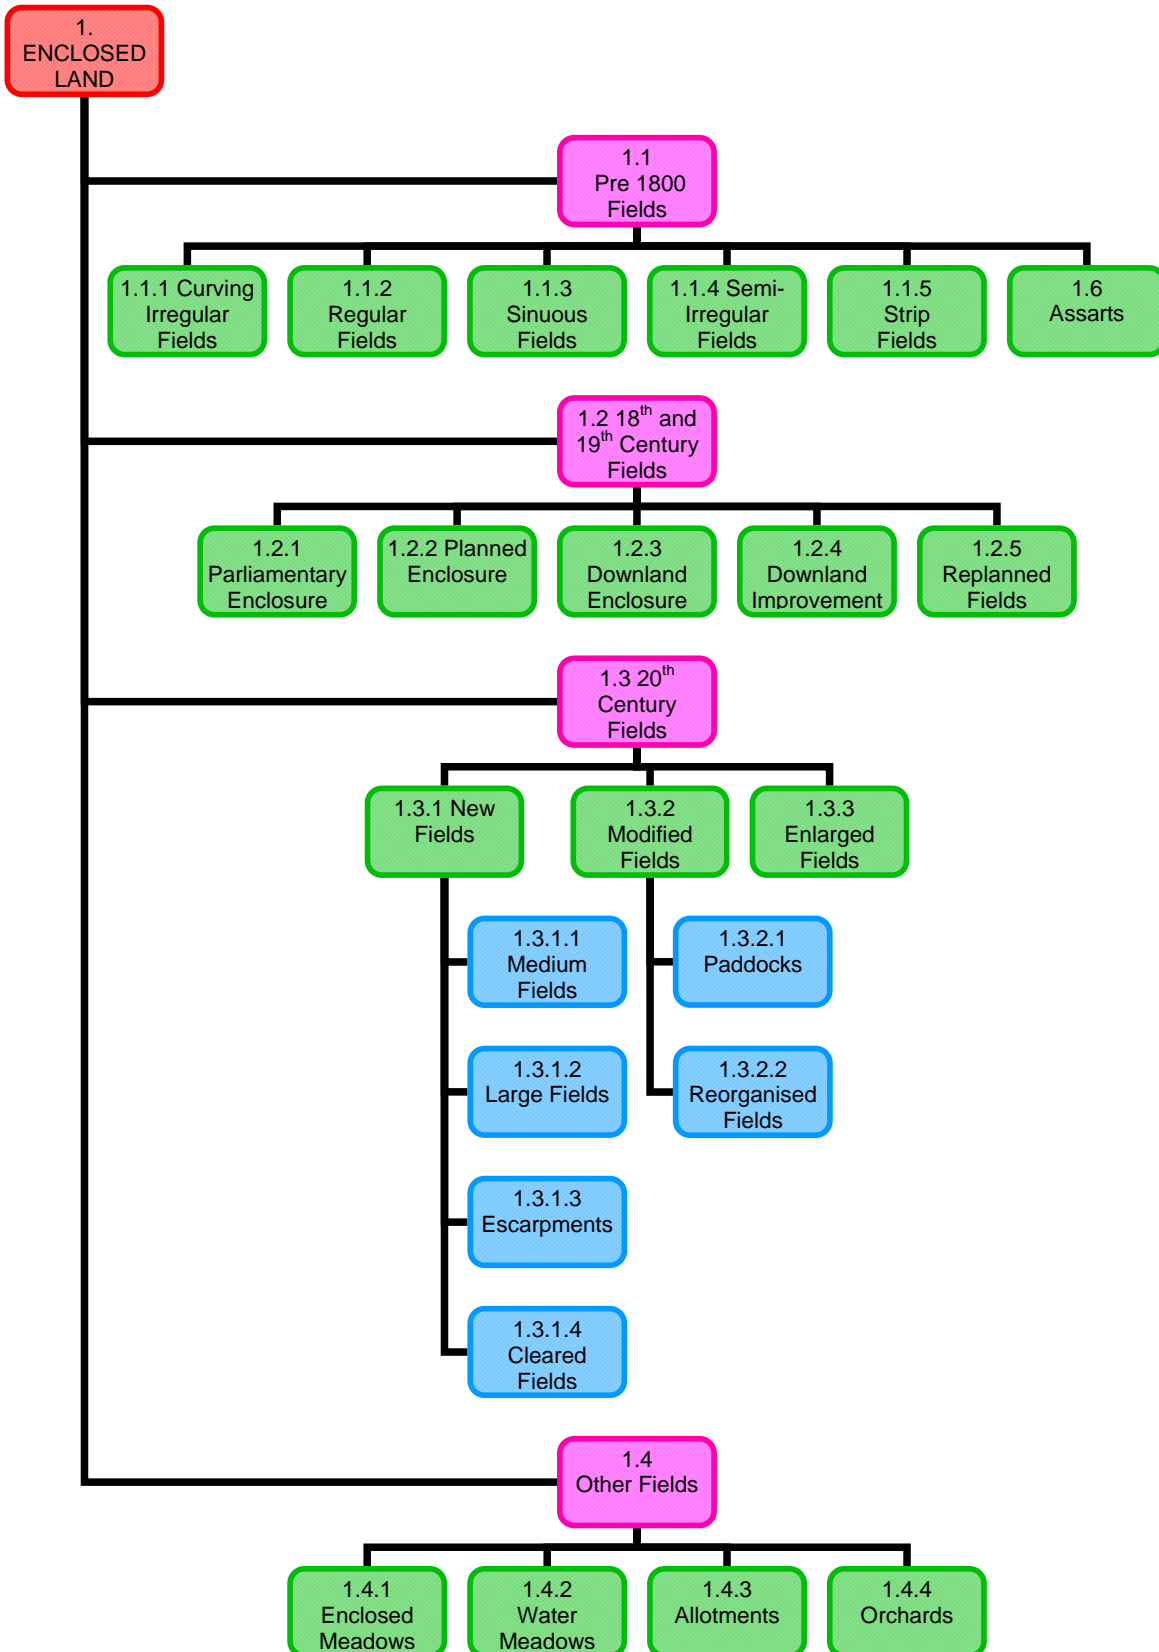 1.
ENCLOSED
LAND
1.1
Pre 1800
Fields
1.1.1 Curving
Irregular
Fields
1.1.2
Regular
Fields
1.1.3
Sinuous
Fields
1.1.4 Semi-
Irregular
Fields
1.1.5
Strip
Fields
1.6
Assarts
1.2 18th and
19th Century
Fields
1.2.1
Parliamentary
Enclosure
1.2.2 Planned
Enclosure
1.2.3
Downland
Enclosure
1.2.4
Downland
Improvement
1.2.5
Replanned
Fields
1.3 20th
Century
Fields
1.3.1 New
Fields
1.3.2
Modified
Fields
1.3.3
Enlarged
Fields
1.3.1.1
Medium
Fields
1.3.2.1
Paddocks
1.3.1.2
Large Fields
1.3.2.2
Reorganised
Fields
1.3.1.3
Escarpments
1.3.1.4
Cleared
Fields
1.4
Other Fields
1.4.1
Enclosed
Meadows
1.4.2
Water
Meadows
1.4.3
Allotments
1.4.4
Orchards